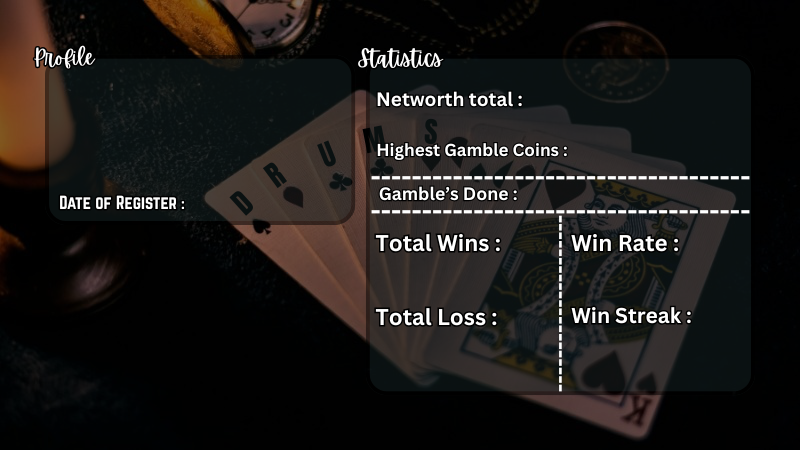 Profile
Date of Register :
Statistics
Networth total :
Highest Gamble Coins :
Gamble's Done :
Total Wins :
Win Rate :
Total Loss :
Win Streak :
DRUMS
K